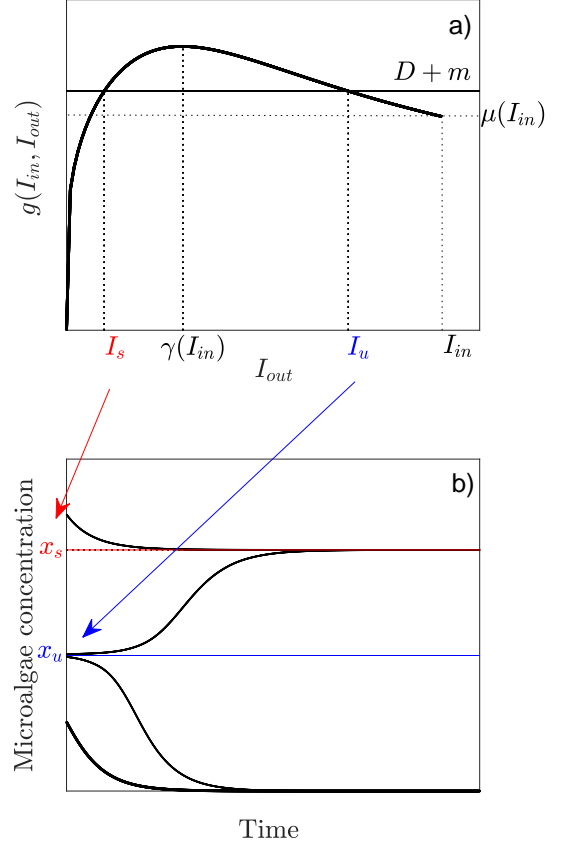 a)
D + m
μ(I_in)
g(I_in, I_out)
I_s
γ(I_in)
I_u
I_in
I_out
b)
x_s
x_u
Microalgae concentration
Time